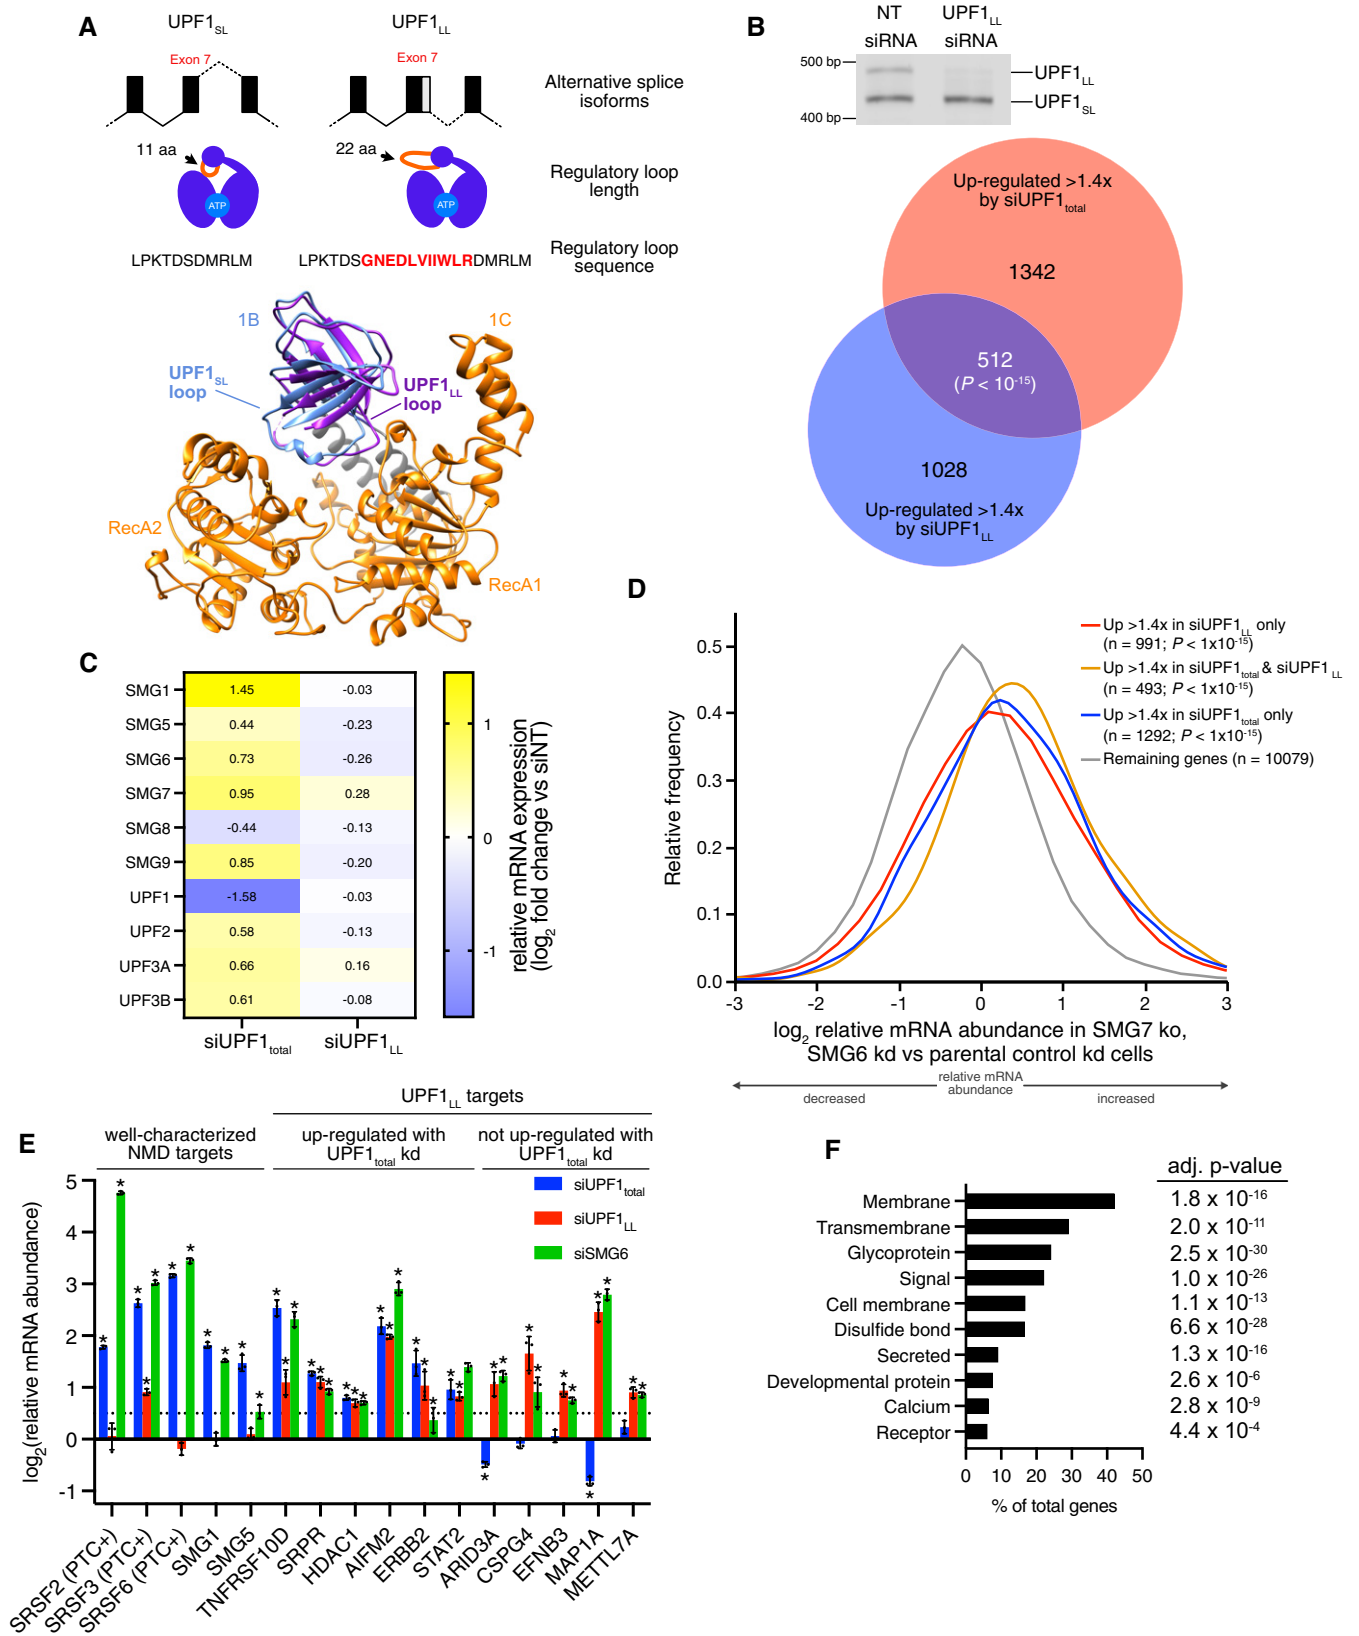 A
UPF1SL
UPF1LL
Exon 7
Exon 7
Alternative splice
isoforms
11 aa
22 aa
Regulatory loop
length
ATP
ATP
LPKTDSDMRLM
LPKTDSGNEDLVIIWLRDMRLM
Regulatory loop
sequence
1B
1C
UPF1SL
loop
UPF1LL
loop
RecA2
RecA1
B
NT
siRNA
UPF1LL
siRNA
500 bp
400 bp
UPF1LL
UPF1SL
Up-regulated >1.4x
by siUPF1total
1342
512
(P < 10-15)
1028
Up-regulated >1.4x
by siUPF1LL
C
SMG1 1.45 -0.03
SMG5 0.44 -0.23
SMG6 0.73 -0.26
SMG7 0.95 0.28
SMG8 -0.44 -0.13
SMG9 0.85 -0.20
UPF1 -1.58 -0.03
UPF2 0.58 -0.13
UPF3A 0.66 0.16
UPF3B 0.61 -0.08
siUPF1total
siUPF1LL
1
0
-1
relative mRNA expression
(log2 fold change vs siNT)
D
Up >1.4x in siUPF1LL only
(n = 991; P < 1x10-15)
Up >1.4x in siUPF1total & siUPF1LL
(n = 493; P < 1x10-15)
Up >1.4x in siUPF1total only
(n = 1292; P < 1x10-15)
Remaining genes (n = 10079)
Relative frequency
0.5
0.4
0.3
0.2
0.1
0.0
-3 -2 -1 0 1 2 3
log2 relative mRNA abundance in SMG7 ko,
SMG6 kd vs parental control kd cells
relative mRNA
abundance
decreased
increased
E
UPF1LL targets
well-characterized
NMD targets
up-regulated with
UPF1total kd
not up-regulated with
UPF1total kd
siUPF1total
siUPF1LL
siSMG6
log2(relative mRNA abundance)
5
4
3
2
1
0
-1
* * * * * * * * * * * * * * * * * * * * * * * * * * * * * * * * * * * * * *
SRSF2 (PTC+)
SRSF3 (PTC+)
SRSF6 (PTC+)
SMG1
SMG5
TNFRSF10D
SRPR
HDAC1
AIFM2
ERBB2
STAT2
ARID3A
CSPG4
EFNB3
MAP1A
METTL7A
F
adj. p-value
Membrane 1.8 x 10-16
Transmembrane 2.0 x 10-11
Glycoprotein 2.5 x 10-30
Signal 1.0 x 10-26
Cell membrane 1.1 x 10-13
Disulfide bond 6.6 x 10-28
Secreted 1.3 x 10-16
Developmental protein 2.6 x 10-6
Calcium 2.8 x 10-9
Receptor 4.4 x 10-4
0 10 20 30 40 50
% of total genes